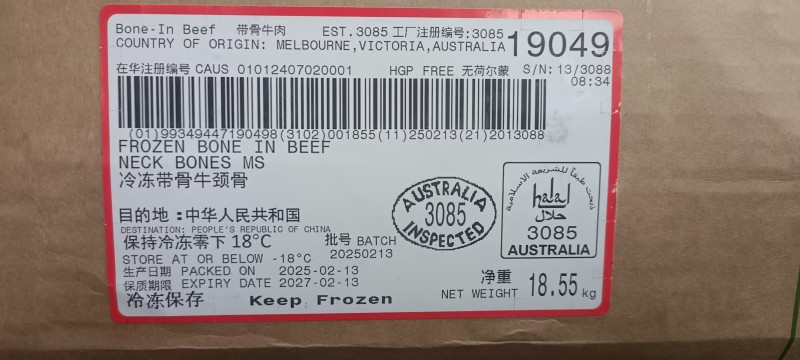 Bone-In Beef 带骨牛肉 EST. 3085 工厂注册编号:3085
COUNTRY OF ORIGIN: MELBOURNE,VICTORIA,AUSTRALIA 19049
在华注册编号 CAUS 01012407020001 HGP FREE 无荷尔蒙 S/N: 13/3088
08:34
(01)99349447190498(3102)001855(11)250213(21)2013088
FROZEN BONE IN BEEF
NECK BONES MS
冷冻带骨牛颈骨
AUSTRALIA
3085
INSPECTED
ذبحت طبقا للشريعة الاسلامية
halal
حلال
3085
AUSTRALIA
目的地:中华人民共和国
DESTINATION: PEOPLE'S REPUBLIC OF CHINA
保持冷冻零下 18°C 批号 BATCH
STORE AT OR BELOW -18°C 20250213
生产日期 PACKED ON 2025-02-13
保质期限 EXPIRY DATE 2027-02-13
净重
NET WEIGHT 18.55 kg
冷冻保存 Keep Frozen